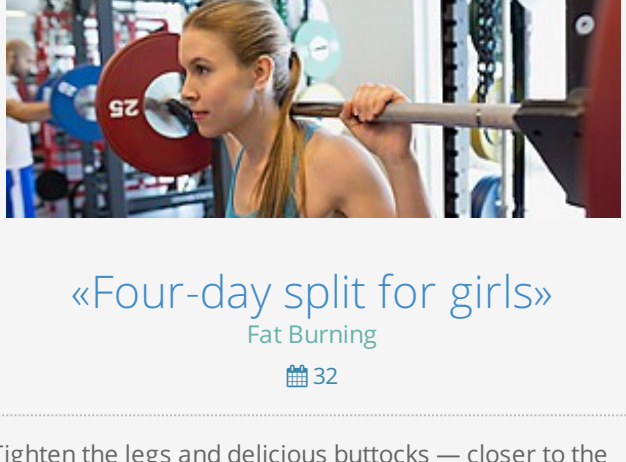 25
«Four-day split for girls»
Fat Burning
32
Tighten the legs and delicious buttocks — closer to the